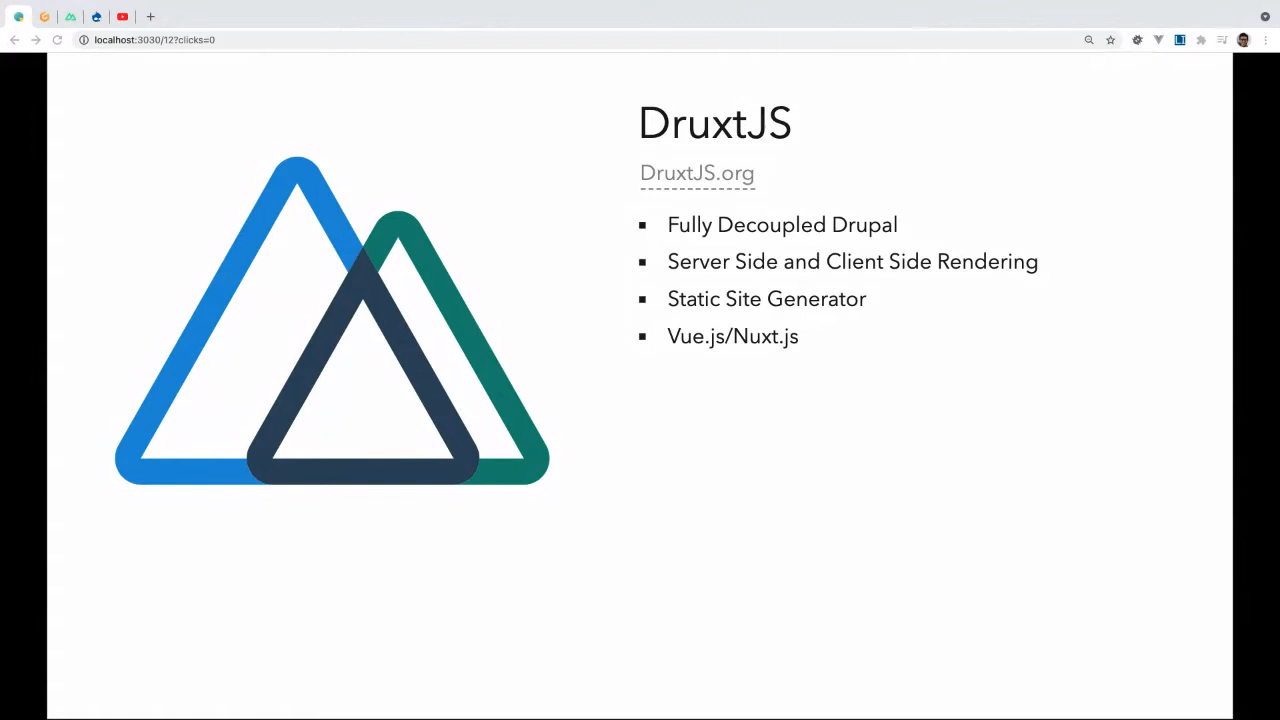 localhost:3030/12?clicks=0
DruxtJS
DruxtJS.org
Fully Decoupled Drupal
Server Side and Client Side Rendering
Static Site Generator
Vue.js/Nuxt.js